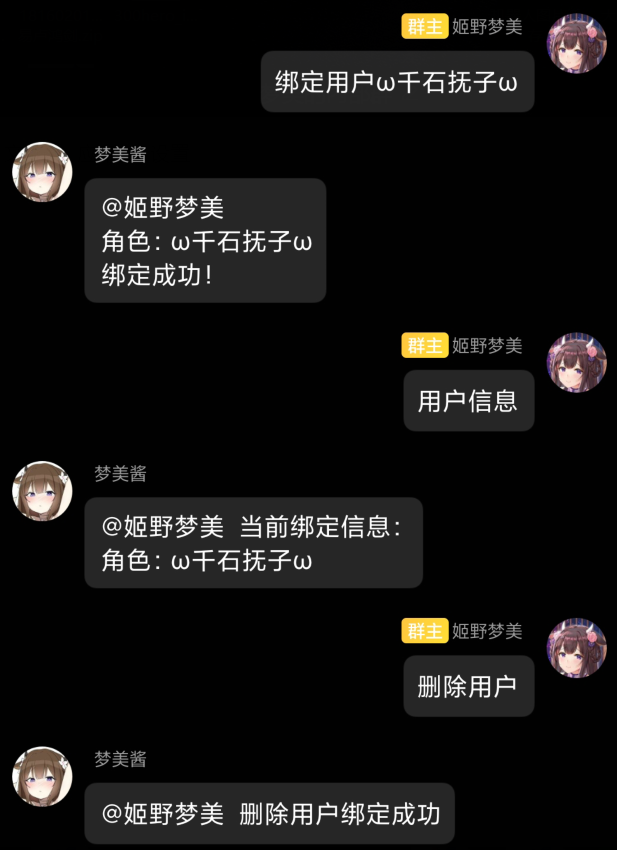 群主 姬野梦美
绑定用户ω千石抚子ω
梦美酱
@姬野梦美
角色：ω千石抚子ω
绑定成功！
群主 姬野梦美
用户信息
梦美酱
@姬野梦美 当前绑定信息：
角色：ω千石抚子ω
群主 姬野梦美
删除用户
梦美酱
@姬野梦美 删除用户绑定成功